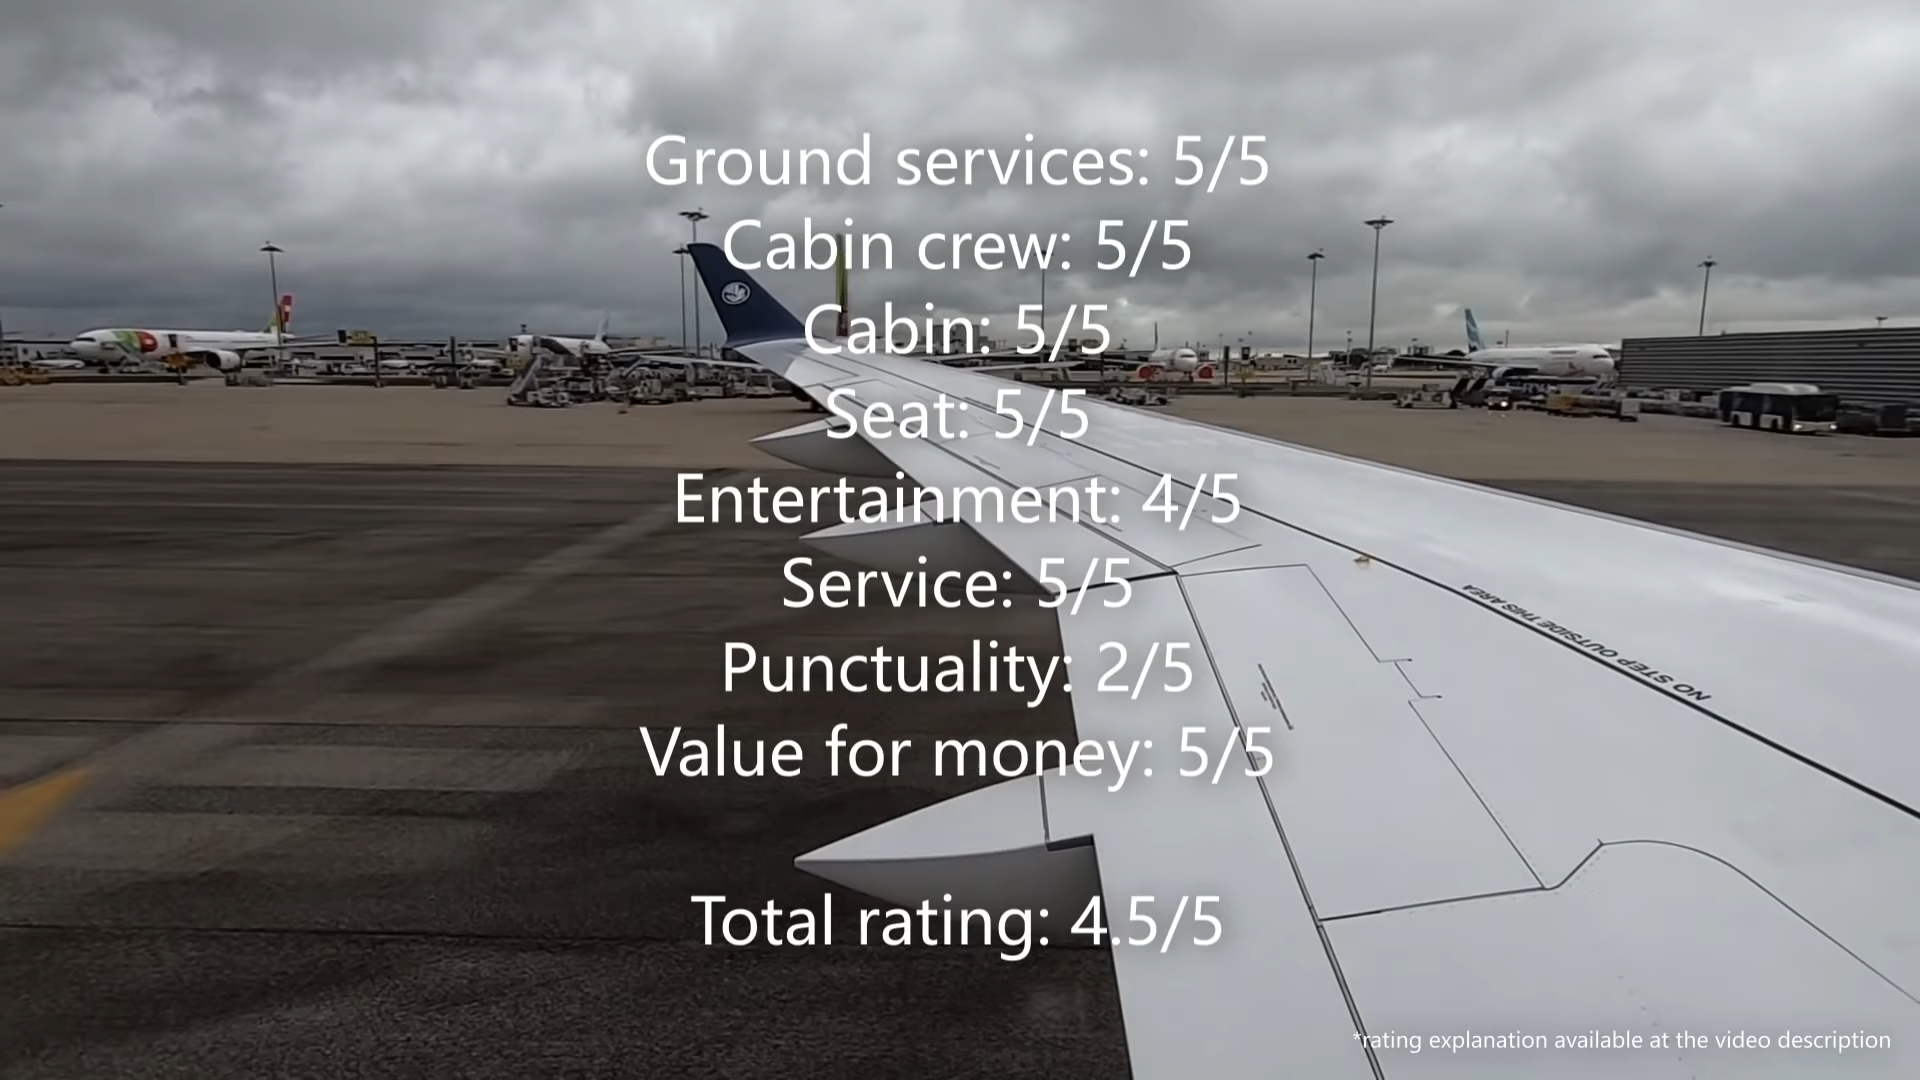 Ground services: 5/5
Cabin crew: 5/5
Cabin: 5/5
Seat: 5/5
Entertainment: 4/5
Service: 5/5
Punctuality: 2/5
Value for money: 5/5
Total rating: 4.5/5
NO STEP OUTSIDE THIS AREA
*rating explanation available at the video description